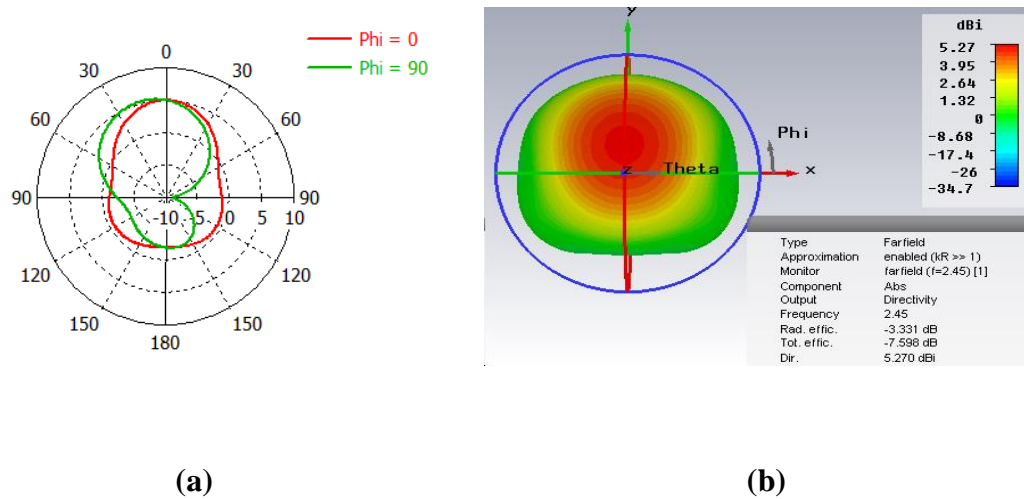 Phi = 0
Phi = 90
0
30 30
60 60
90 -10 -5 0 5 10 90
120 120
150 150
180
(a)
y
dBi
5.27
3.95
2.64
1.32
0
-8.68
-17.4
-26
-34.7
Phi
z Theta x
Type Farfield
Approximation enabled (kR >> 1)
Monitor farfield (f=2.45) [1]
Component Abs
Output Directivity
Frequency 2.45
Rad. effic. -3.331 dB
Tot. effic. -7.598 dB
Dir. 5.270 dBi
(b)